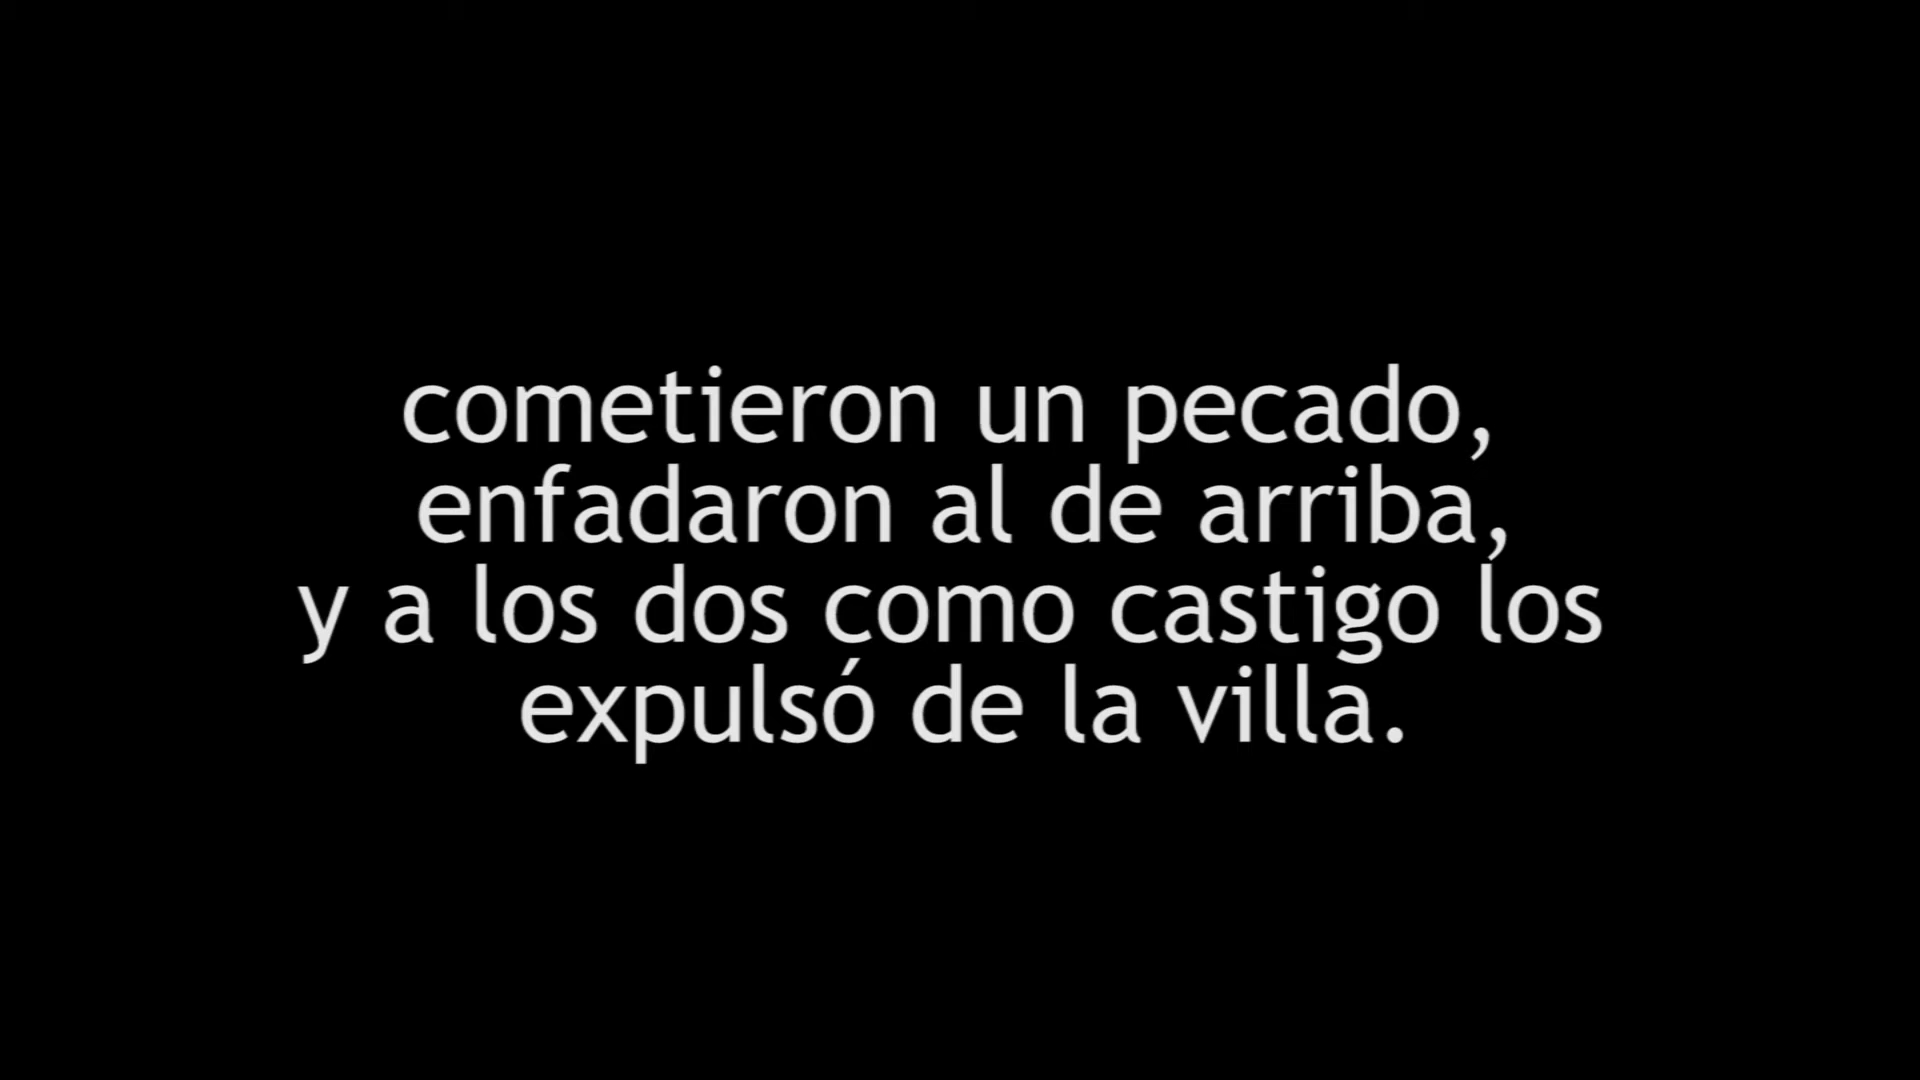 cometieron un pecado,
enfadaron al de arriba,
y a los dos como castigo los
expulsó de la villa.